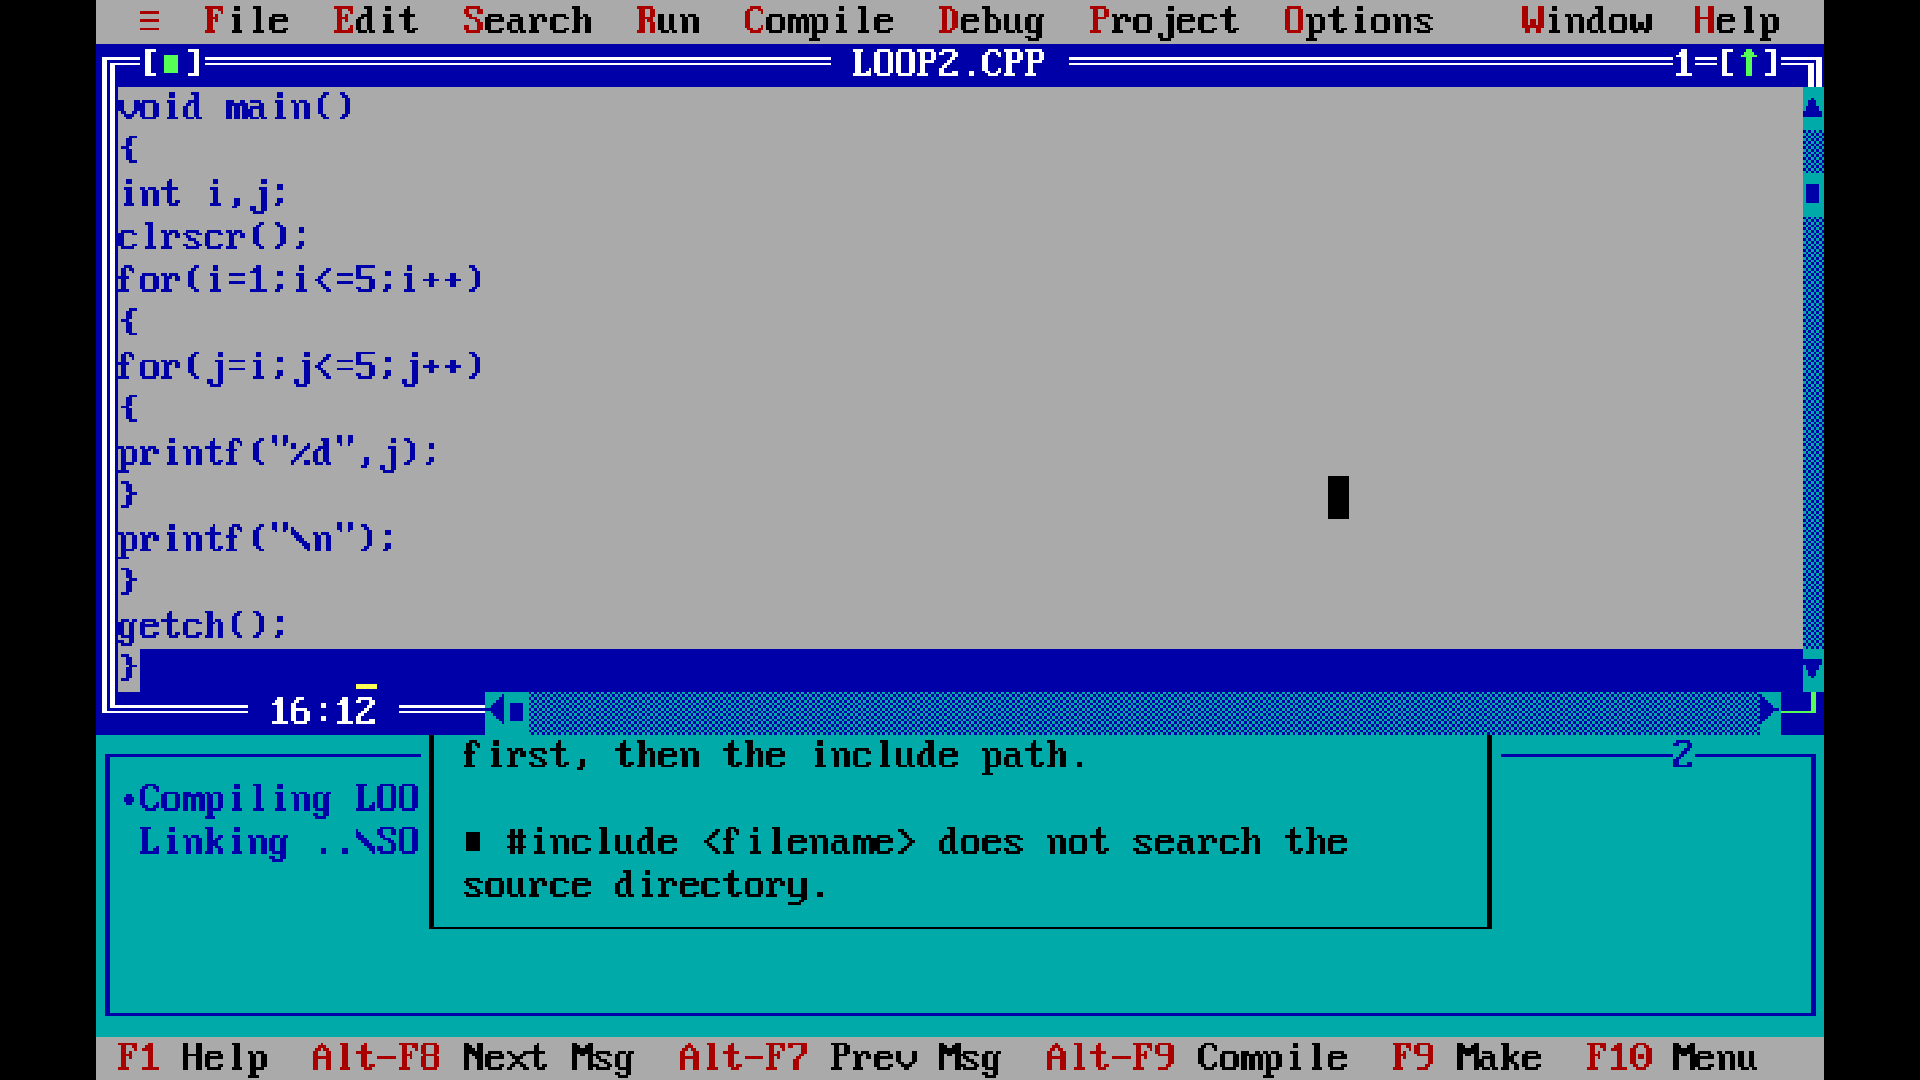 ≡ File Edit Search Run Compile Debug Project Options Window Help
[■] LOOP2.CPP 1=[↑]
void main()
{
int i,j;
clrscr();
for(i=1;i<=5;i++)
{
for(j=i;j<=5;j++)
{
printf("%d",j);
}
printf("\n");
}
getch();
}
16:12
first, then the include path.
2
•Compiling LOO
Linking ..\SO
■ #include <filename> does not search the
source directory.
F1 Help Alt-F8 Next Msg Alt-F7 Prev Msg Alt-F9 Compile F9 Make F10 Menu